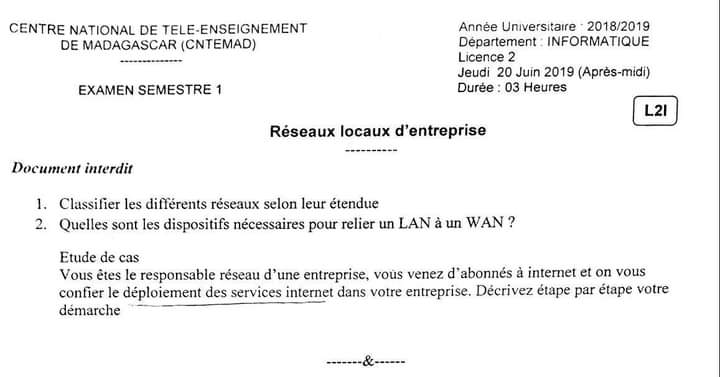 CENTRE NATIONAL DE TELE-ENSEIGNEMENT
DE MADAGASCAR (CNTEMAD)
--------------
EXAMEN SEMESTRE 1
Année Universitaire : 2018/2019
Département : INFORMATIQUE
Licence 2
Jeudi 20 Juin 2019 (Après-midi)
Durée : 03 Heures
L2I
Réseaux locaux d'entreprise
----------
Document interdit
1. Classifier les différents réseaux selon leur étendue
2. Quelles sont les dispositifs nécessaires pour relier un LAN à un WAN ?
Etude de cas
Vous êtes le responsable réseau d'une entreprise, vous venez d'abonnés à internet et on vous
confier le déploiement des services internet dans votre entreprise. Décrivez étape par étape votre
démarche
-------&------